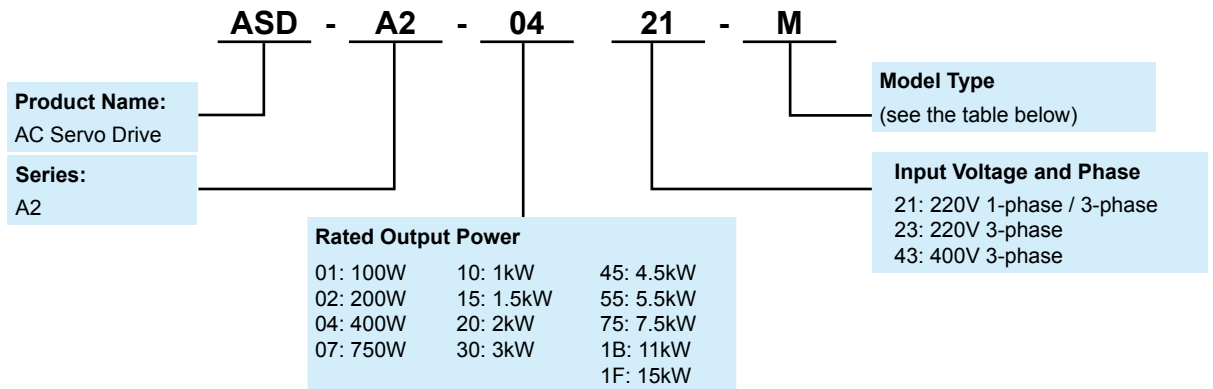 ASD - A2 - 04 21 - M
Product Name:
AC Servo Drive
Series:
A2
Rated Output Power
01: 100W 10: 1kW 45: 4.5kW
02: 200W 15: 1.5kW 55: 5.5kW
04: 400W 20: 2kW 75: 7.5kW
07: 750W 30: 3kW 1B: 11kW
1F: 15kW
Model Type
(see the table below)
Input Voltage and Phase
21: 220V 1-phase / 3-phase
23: 220V 3-phase
43: 400V 3-phase